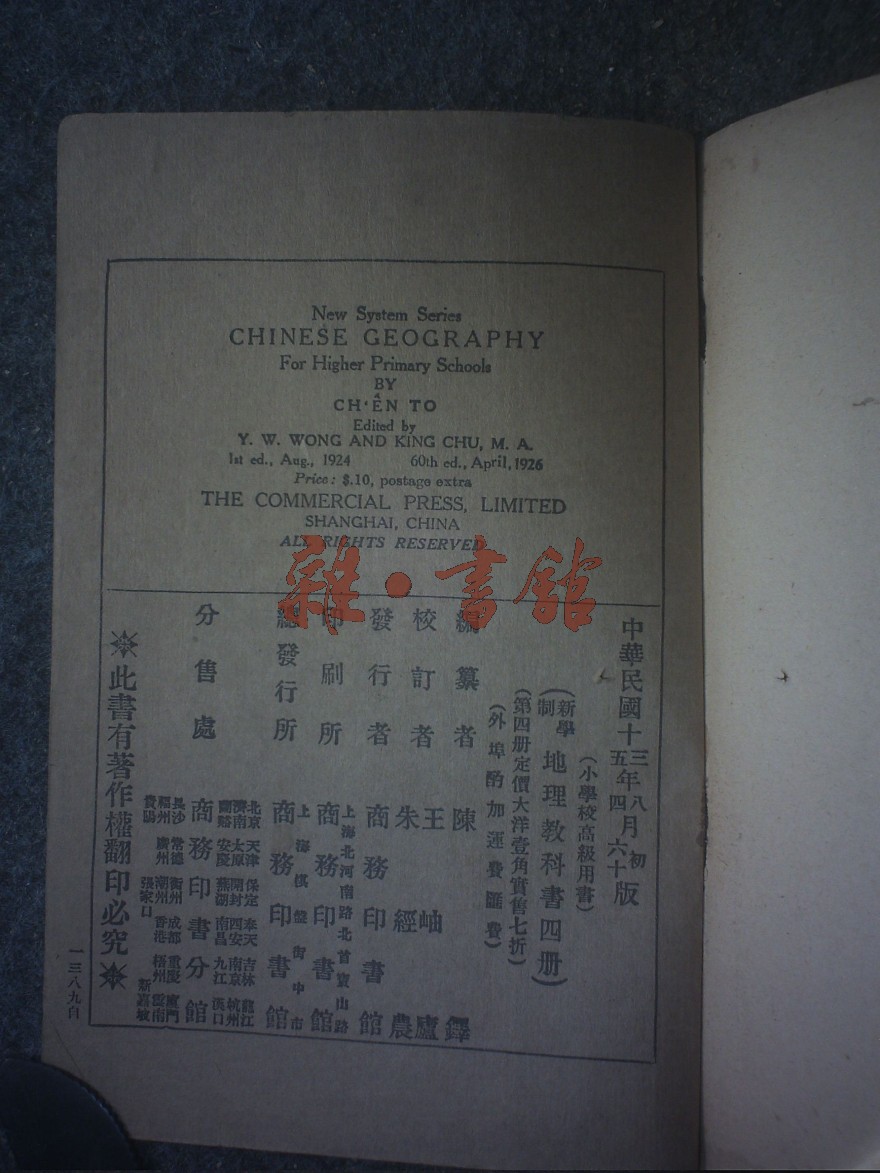 New System Series
CHINESE GEOGRAPHY
For Higher Primary Schools
BY
CH'ÊN TO
Edited by
Y. W. WONG AND KING CHU, M. A.
1st ed., Aug., 1924 60th ed., April, 1926
Price: $.10, postage extra
THE COMMERCIAL PRESS, LIMITED
SHANGHAI, CHINA
ALL RIGHTS RESERVED
雜·書館
中華民國十三年八月初版
五四六十
(小學校高級用書)
(新學制地理教科書四册)
(第四册定價大洋壹角實售七折)
(外埠酌加運費匯費)
編纂者 陳鐸
校訂者 王岫廬
朱經農
發行者 商務印書館
印刷所 上海北河南路北首寶山路
商務印書館
總發行所 上海棋盤街中市
商務印書館
分售處 商務印書分館
北京 天津 保定 奉天 吉林 龍江
濟南 太原 開封 西安 南京 杭州
蘭谿 安慶 蕪湖 南昌 九江 漢口
長沙 常德 衡州 成都 重慶 廈門
福州 廣州 潮州 香港 梧州 雲南
貴陽 張家口 新嘉坡
此書有著作權翻印必究
一三八九自